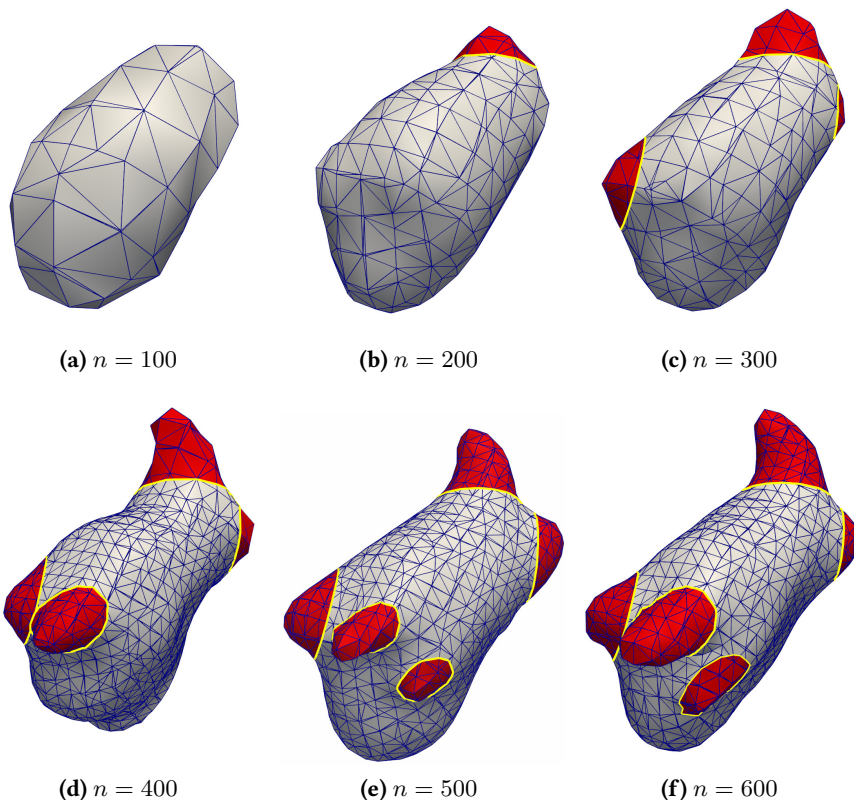 (a) n = 100
(b) n = 200
(c) n = 300
(d) n = 400
(e) n = 500
(f) n = 600